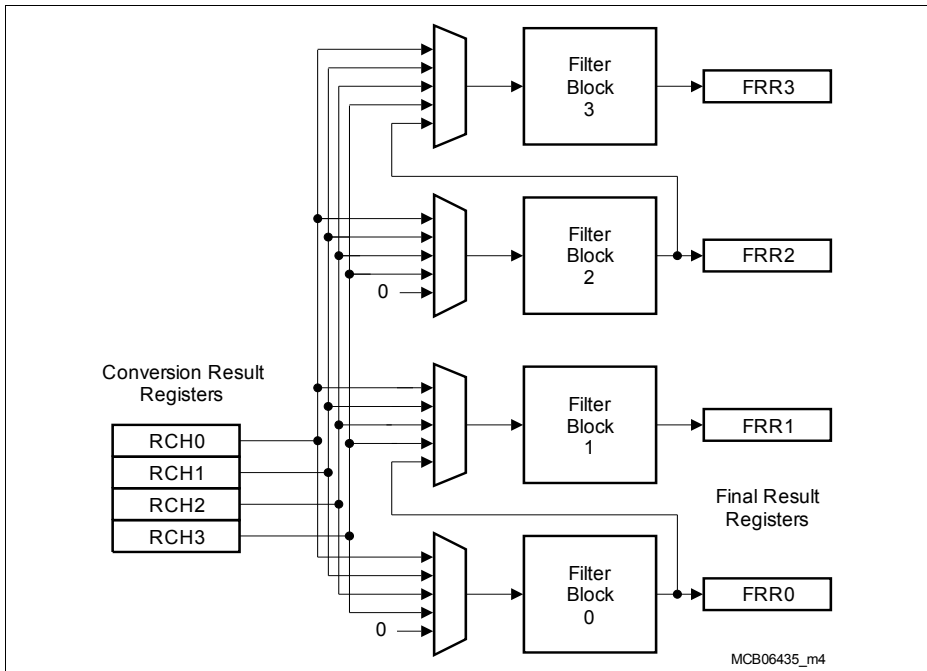 Filter
Block
3
FRR3
Filter
Block
2
FRR2
0
Conversion Result
Registers
RCH0
RCH1
RCH2
RCH3
Filter
Block
1
FRR1
Final Result
Registers
Filter
Block
0
FRR0
0
MCB06435_m4